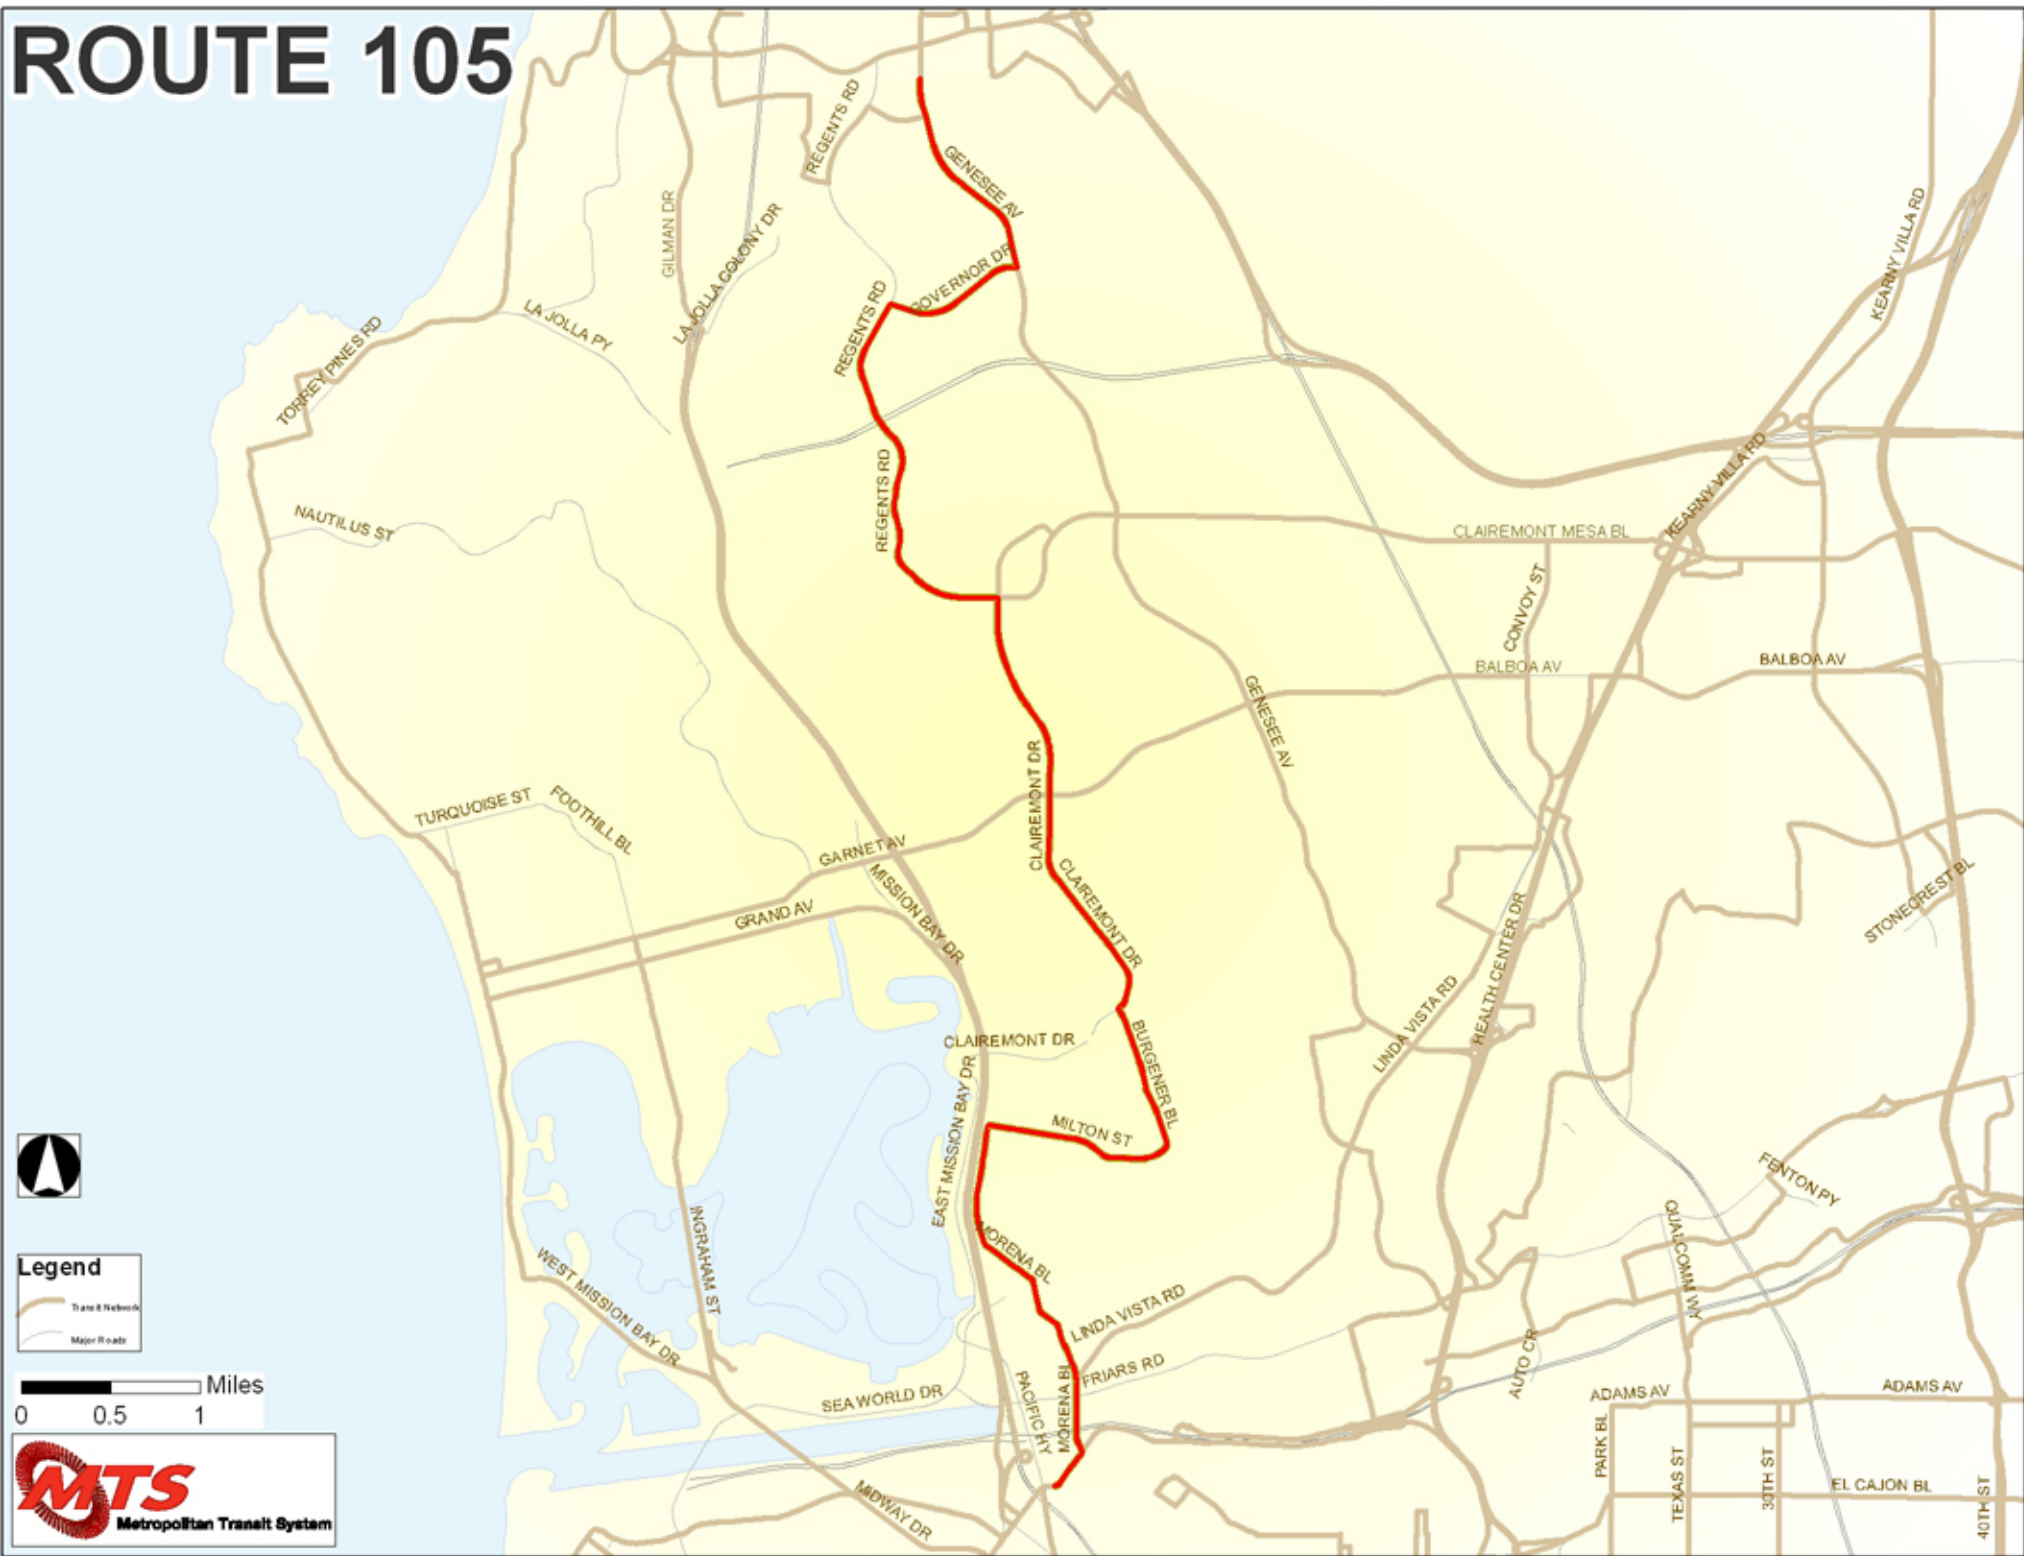 ROUTE 105
REGENTS RD
GENESEE AV
GILMAN DR
LA JOLLA COLONY DR
KEARNY VILLA RD
GOVERNOR DR
REGENTS RD
LA JOLLA PY
TORREY PINES RD
REGENTS RD
KEARNY VILLA RD
NAUTILUS ST
CLAIREMONT MESA BL
CONVOY ST
BALBOA AV
BALBOA AV
GENESEE AV
CLAIREMONT DR
TURQUOISE ST
FOOTHILL BL
GARNET AV
MISSION BAY DR
CLAIREMONT DR
GRAND AV
STONECREST BL
HEALTH CENTER DR
LINDA VISTA RD
CLAIREMONT DR
BURGENER BL
EAST MISSION BAY DR
MILTON ST
FENTON PY
QUALCOMM WY
INGRAHAM ST
WEST MISSION BAY DR
MORENA BL
LINDA VISTA RD
FRIARS RD
AUTO CR
SEA WORLD DR
PACIFIC HY
MORENA BL
ADAMS AV
ADAMS AV
PARK BL
TEXAS ST
30TH ST
EL CAJON BL
40TH ST
MIDWAY DR
Legend
Transit Network
Major Roads
Miles
0 0.5 1
MTS
Metropolitan Transit System